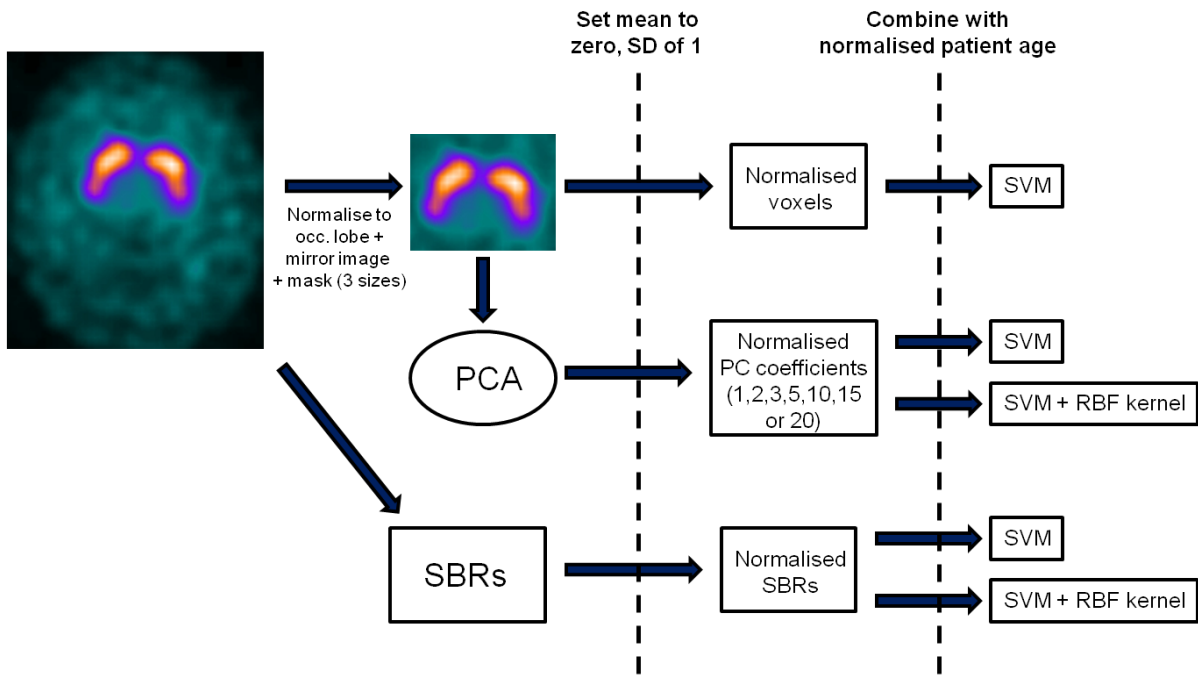 Set mean to
zero, SD of 1
Combine with
normalised patient age
Normalise to
occ. lobe +
mirror image
+ mask (3 sizes)
Normalised
voxels
SVM
PCA
Normalised
PC coefficients
(1,2,3,5,10,15
or 20)
SVM
SVM + RBF kernel
SBRs
Normalised
SBRs
SVM
SVM + RBF kernel